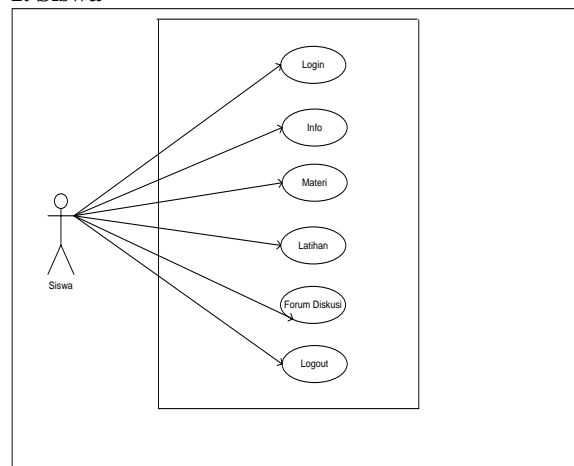 Login
Info
Materi
Latihan
Siswa
Forum Diskusi
Logout